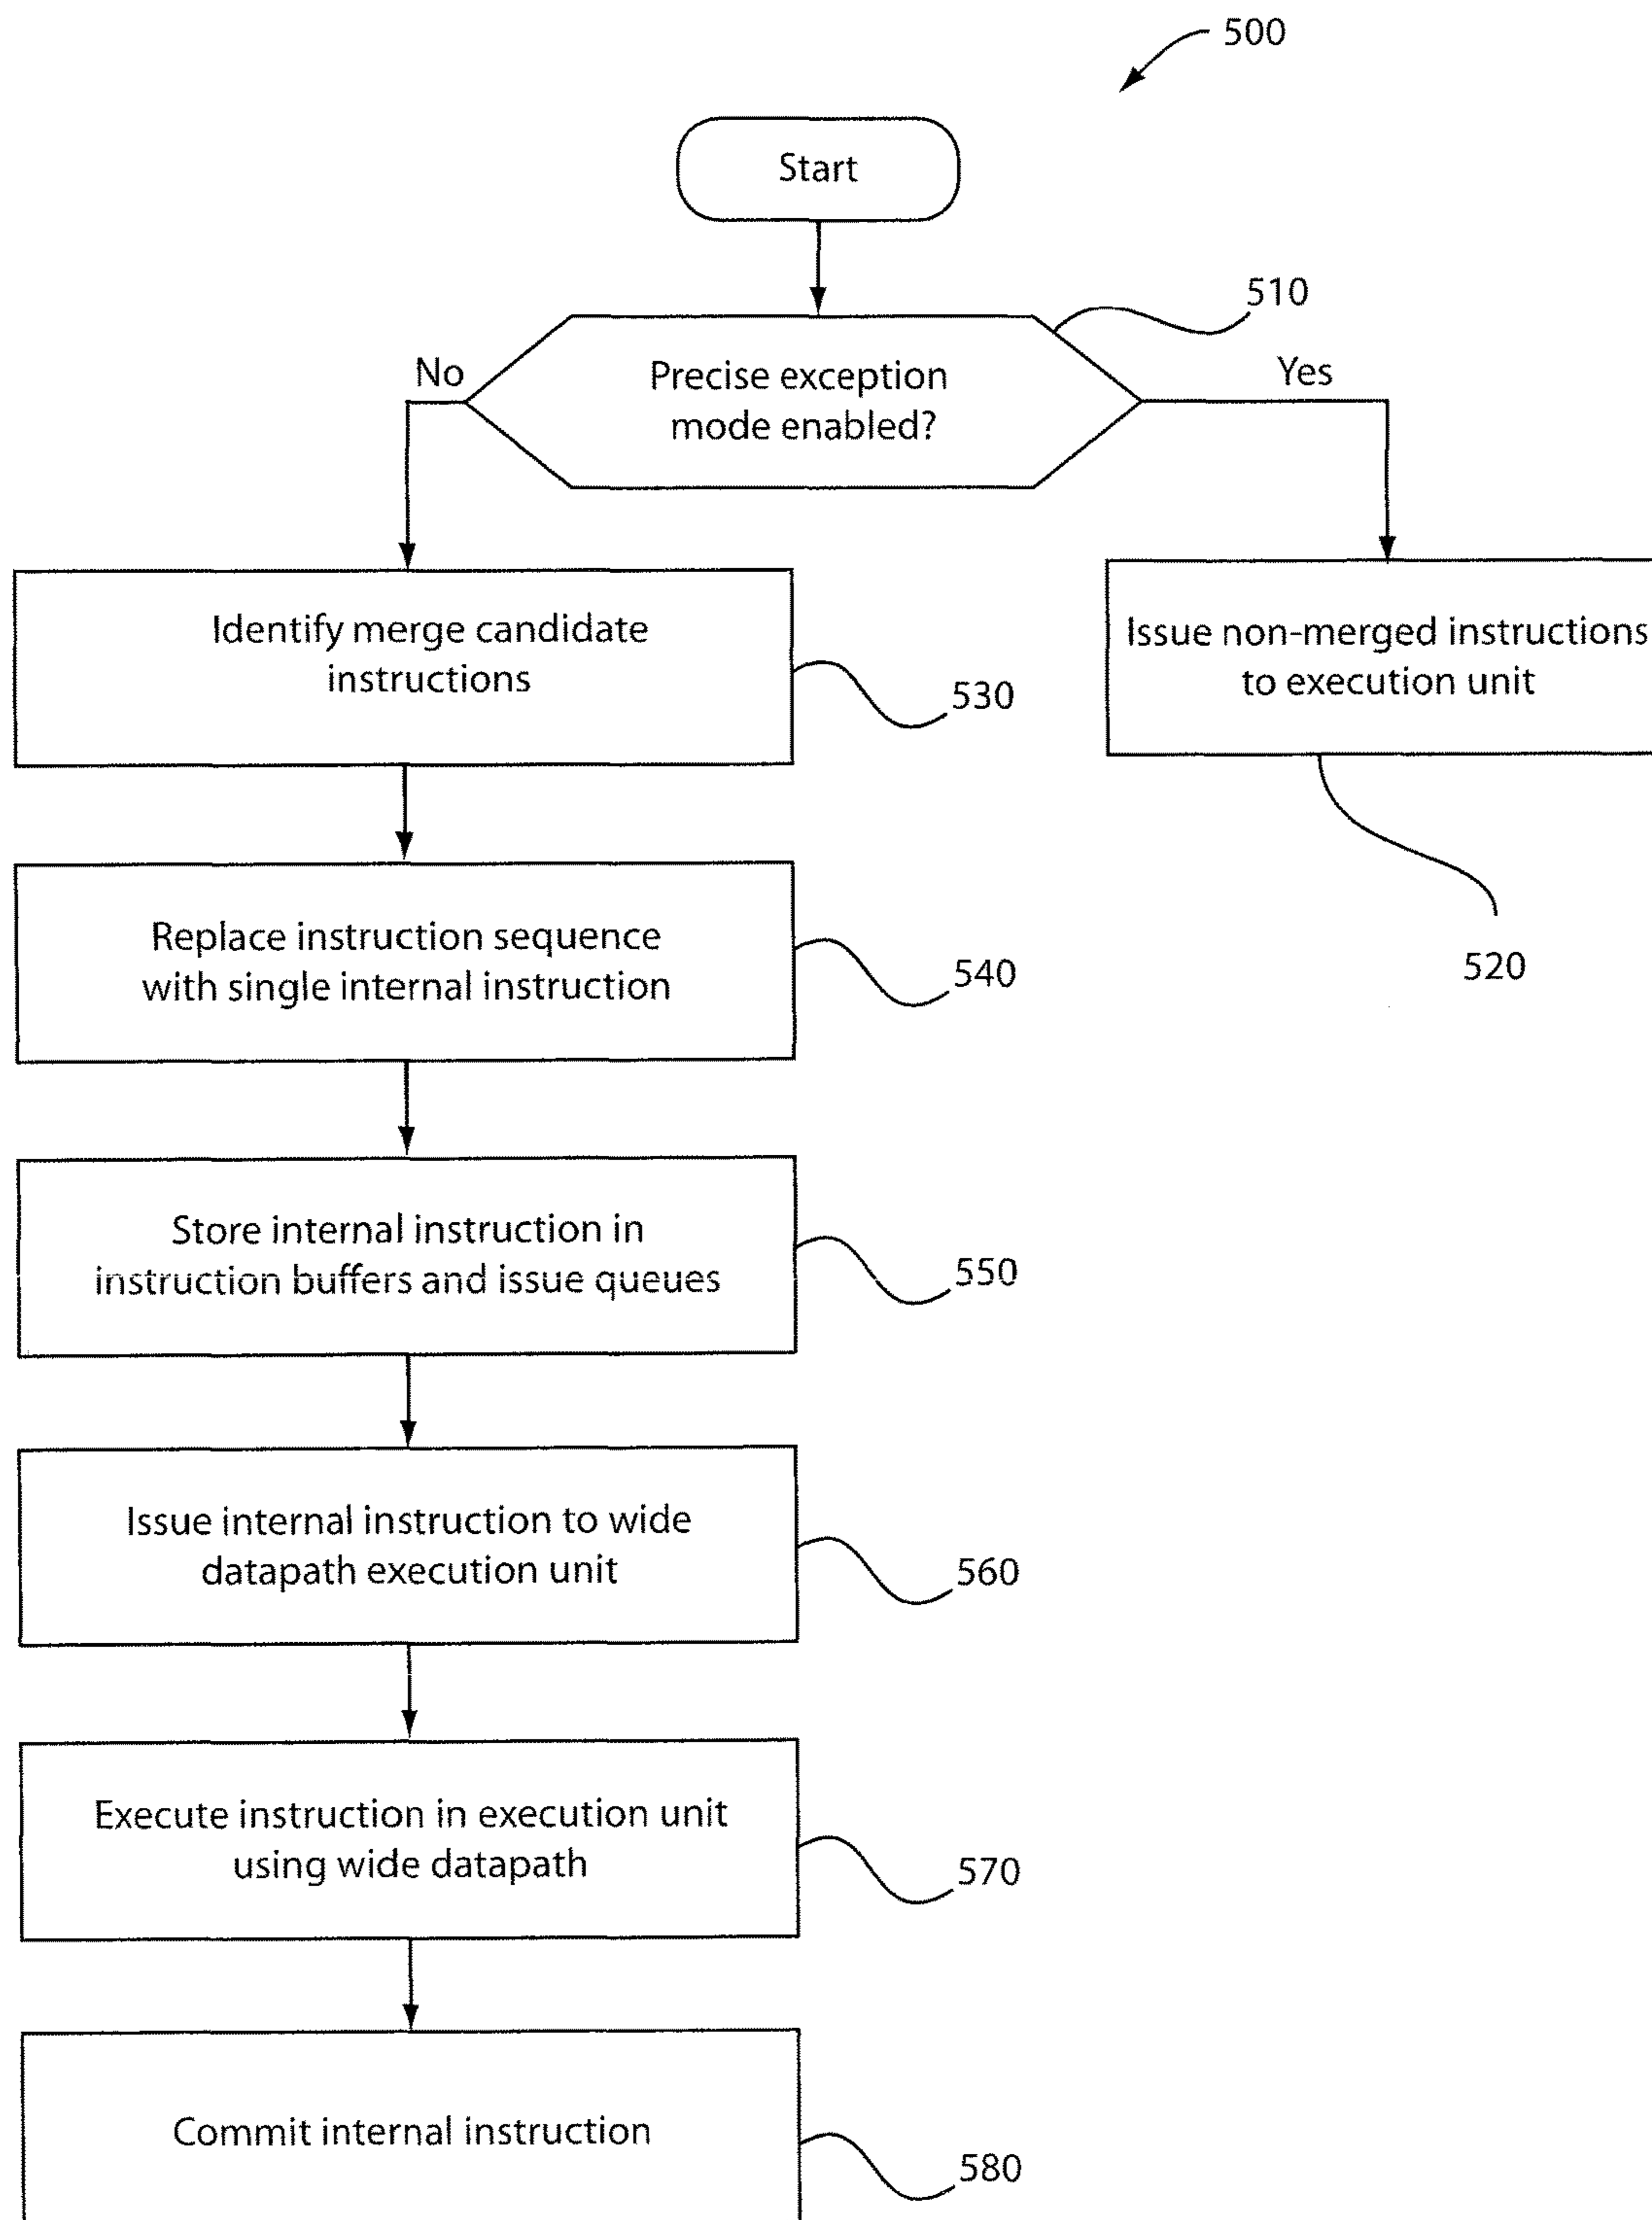 500
Start
510
Precise exception
mode enabled?
No
Yes
Identify merge candidate
instructions
530
Issue non-merged instructions
to execution unit
520
Replace instruction sequence
with single internal instruction
540
Store internal instruction in
instruction buffers and issue queues
550
Issue internal instruction to wide
datapath execution unit
560
Execute instruction in execution unit
using wide datapath
570
Commit internal instruction
580